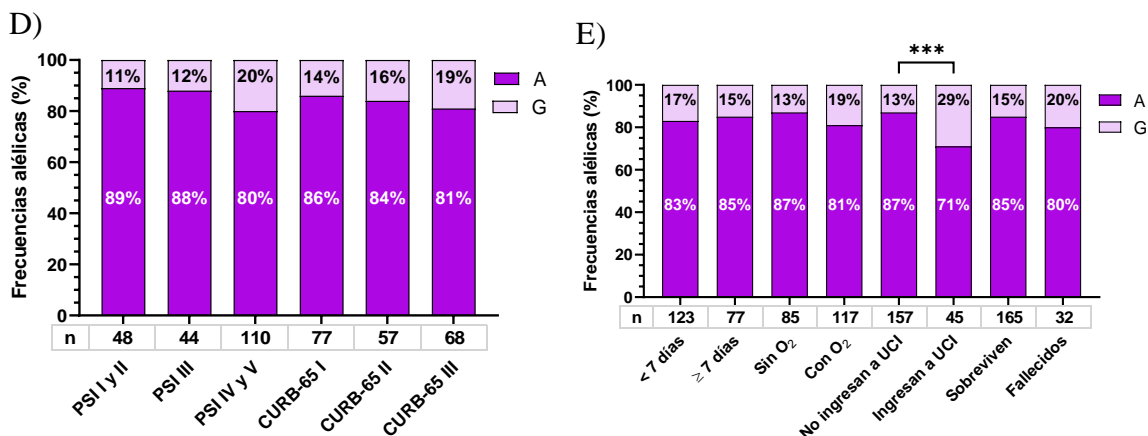 D)
Frecuencias alélicas (%)
100
80
60
40
20
0
11% 12% 20% 14% 16% 19%
89% 88% 80% 86% 84% 81%
A
G
n 48 44 110 77 57 68
PSI I y II
PSI III
PSI IV y V
CURB-65 I
CURB-65 II
CURB-65 III
E)
***
Frecuencias alélicas (%)
100
80
60
40
20
0
17% 15% 13% 19% 13% 29% 15% 20%
83% 85% 87% 81% 87% 71% 85% 80%
A
G
n 123 77 85 117 157 45 165 32
< 7 días
≥ 7 días
Sin O₂
Con O₂
No ingresan a UCI
Ingresan a UCI
Sobreviven
Fallecidos